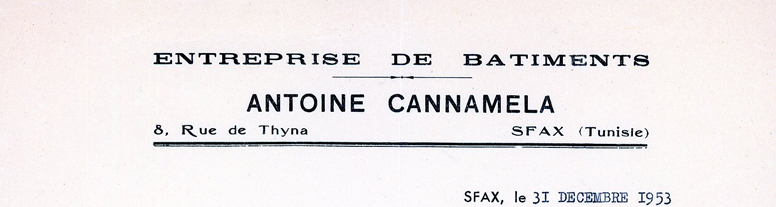 ENTREPRISE DE BATIMENTS
ANTOINE CANNAMELA
8, Rue de Thyna SFAX (Tunisie)
SFAX, le 31 DECEMBRE 1953